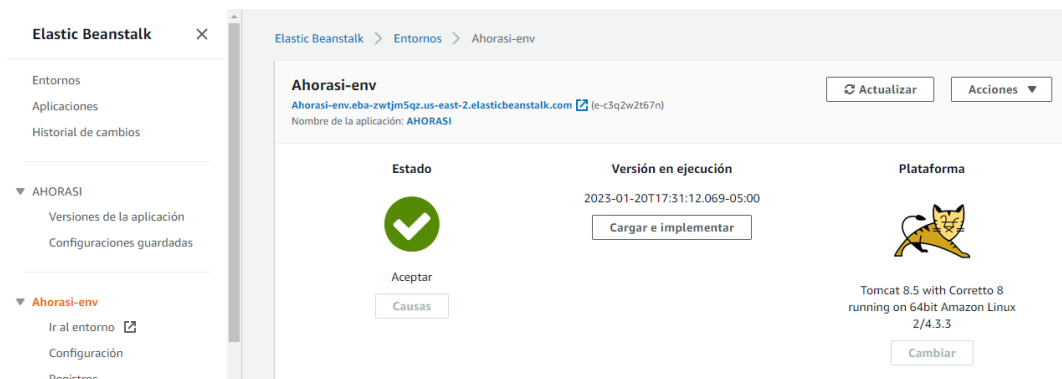 Elastic Beanstalk
Entornos
Aplicaciones
Historial de cambios
AHORASI
Versiones de la aplicación
Configuraciones guardadas
Ahorasi-env
Ir al entorno
Configuración
Registros
Elastic Beanstalk > Entornos > Ahorasi-env
Ahorasi-env
Ahorasi-env.eba-zwtjm5qz.us-east-2.elasticbeanstalk.com (e-c3q2w2t67n)
Nombre de la aplicación: AHORASI
Actualizar
Acciones
Estado
Aceptar
Causas
Versión en ejecución
2023-01-20T17:31:12.069-05:00
Cargar e implementar
Plataforma
Tomcat 8.5 with Corretto 8
running on 64bit Amazon Linux
2/4.3.3
Cambiar